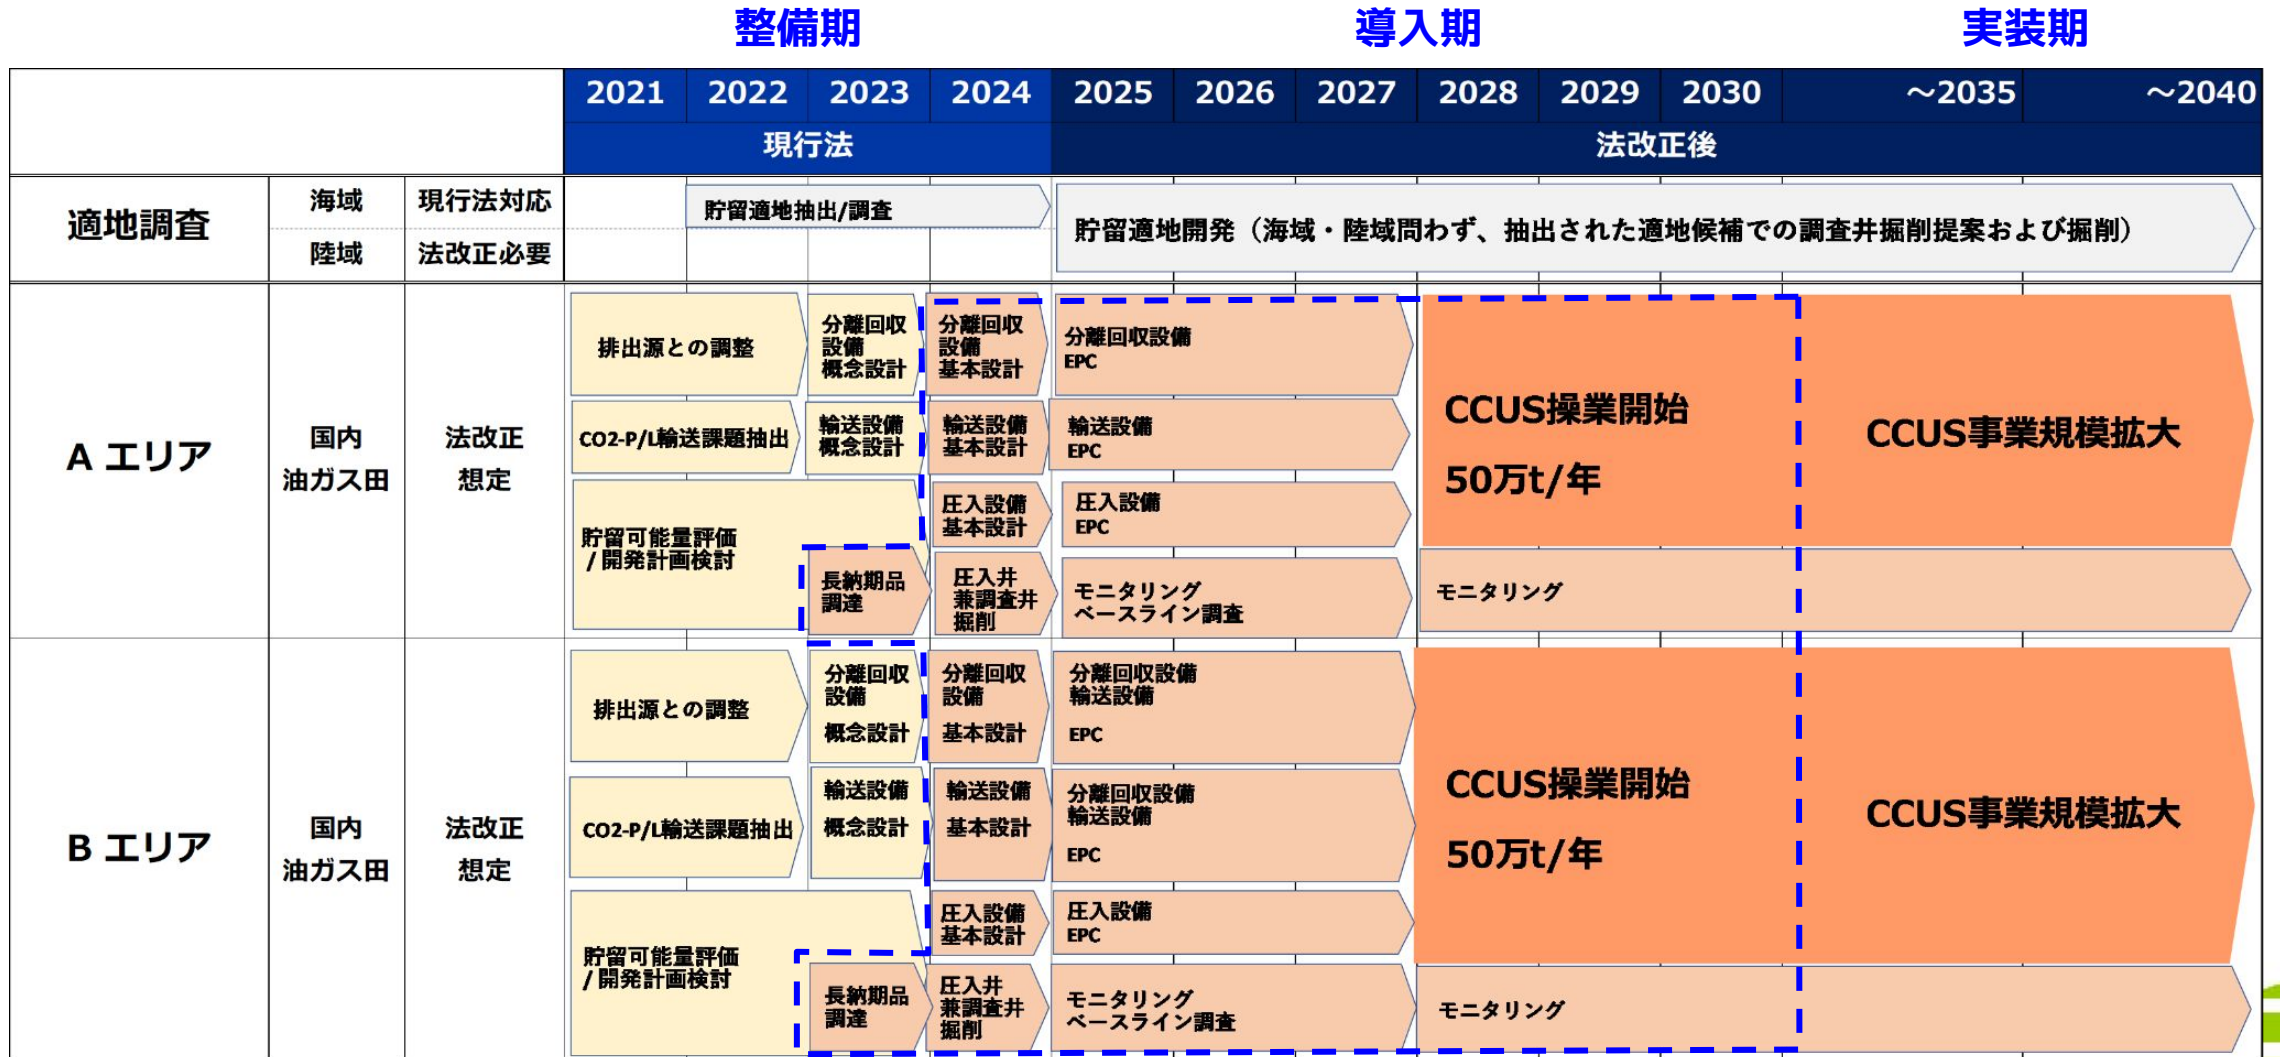 整備期
導入期
実装期
2021
2022
2023
2024
2025
2026
2027
2028
2029
2030
～2035
～2040
現行法
法改正後
適地調査
海域
現行法対応
陸域
法改正必要
貯留適地抽出/調査
貯留適地開発（海域・陸域問わず、抽出された適地候補での調査井掘削提案および掘削）
A エリア
国内
油ガス田
法改正
想定
排出源との調整
分離回収
設備
概念設計
分離回収
設備
基本設計
分離回収設備
EPC
CO2-P/L輸送課題抽出
輸送設備
概念設計
輸送設備
基本設計
輸送設備
EPC
貯留可能量評価
/開発計画検討
圧入設備
基本設計
圧入設備
EPC
長納期品
調達
圧入井
兼調査井
掘削
モニタリング
ベースライン調査
CCUS操業開始
50万t/年
CCUS事業規模拡大
モニタリング
B エリア
国内
油ガス田
法改正
想定
排出源との調整
分離回収
設備
概念設計
分離回収
設備
基本設計
分離回収設備
輸送設備
EPC
CO2-P/L輸送課題抽出
輸送設備
概念設計
輸送設備
基本設計
分離回収設備
輸送設備
EPC
貯留可能量評価
/開発計画検討
圧入設備
基本設計
圧入設備
EPC
長納期品
調達
圧入井
兼調査井
掘削
モニタリング
ベースライン調査
CCUS操業開始
50万t/年
CCUS事業規模拡大
モニタリング